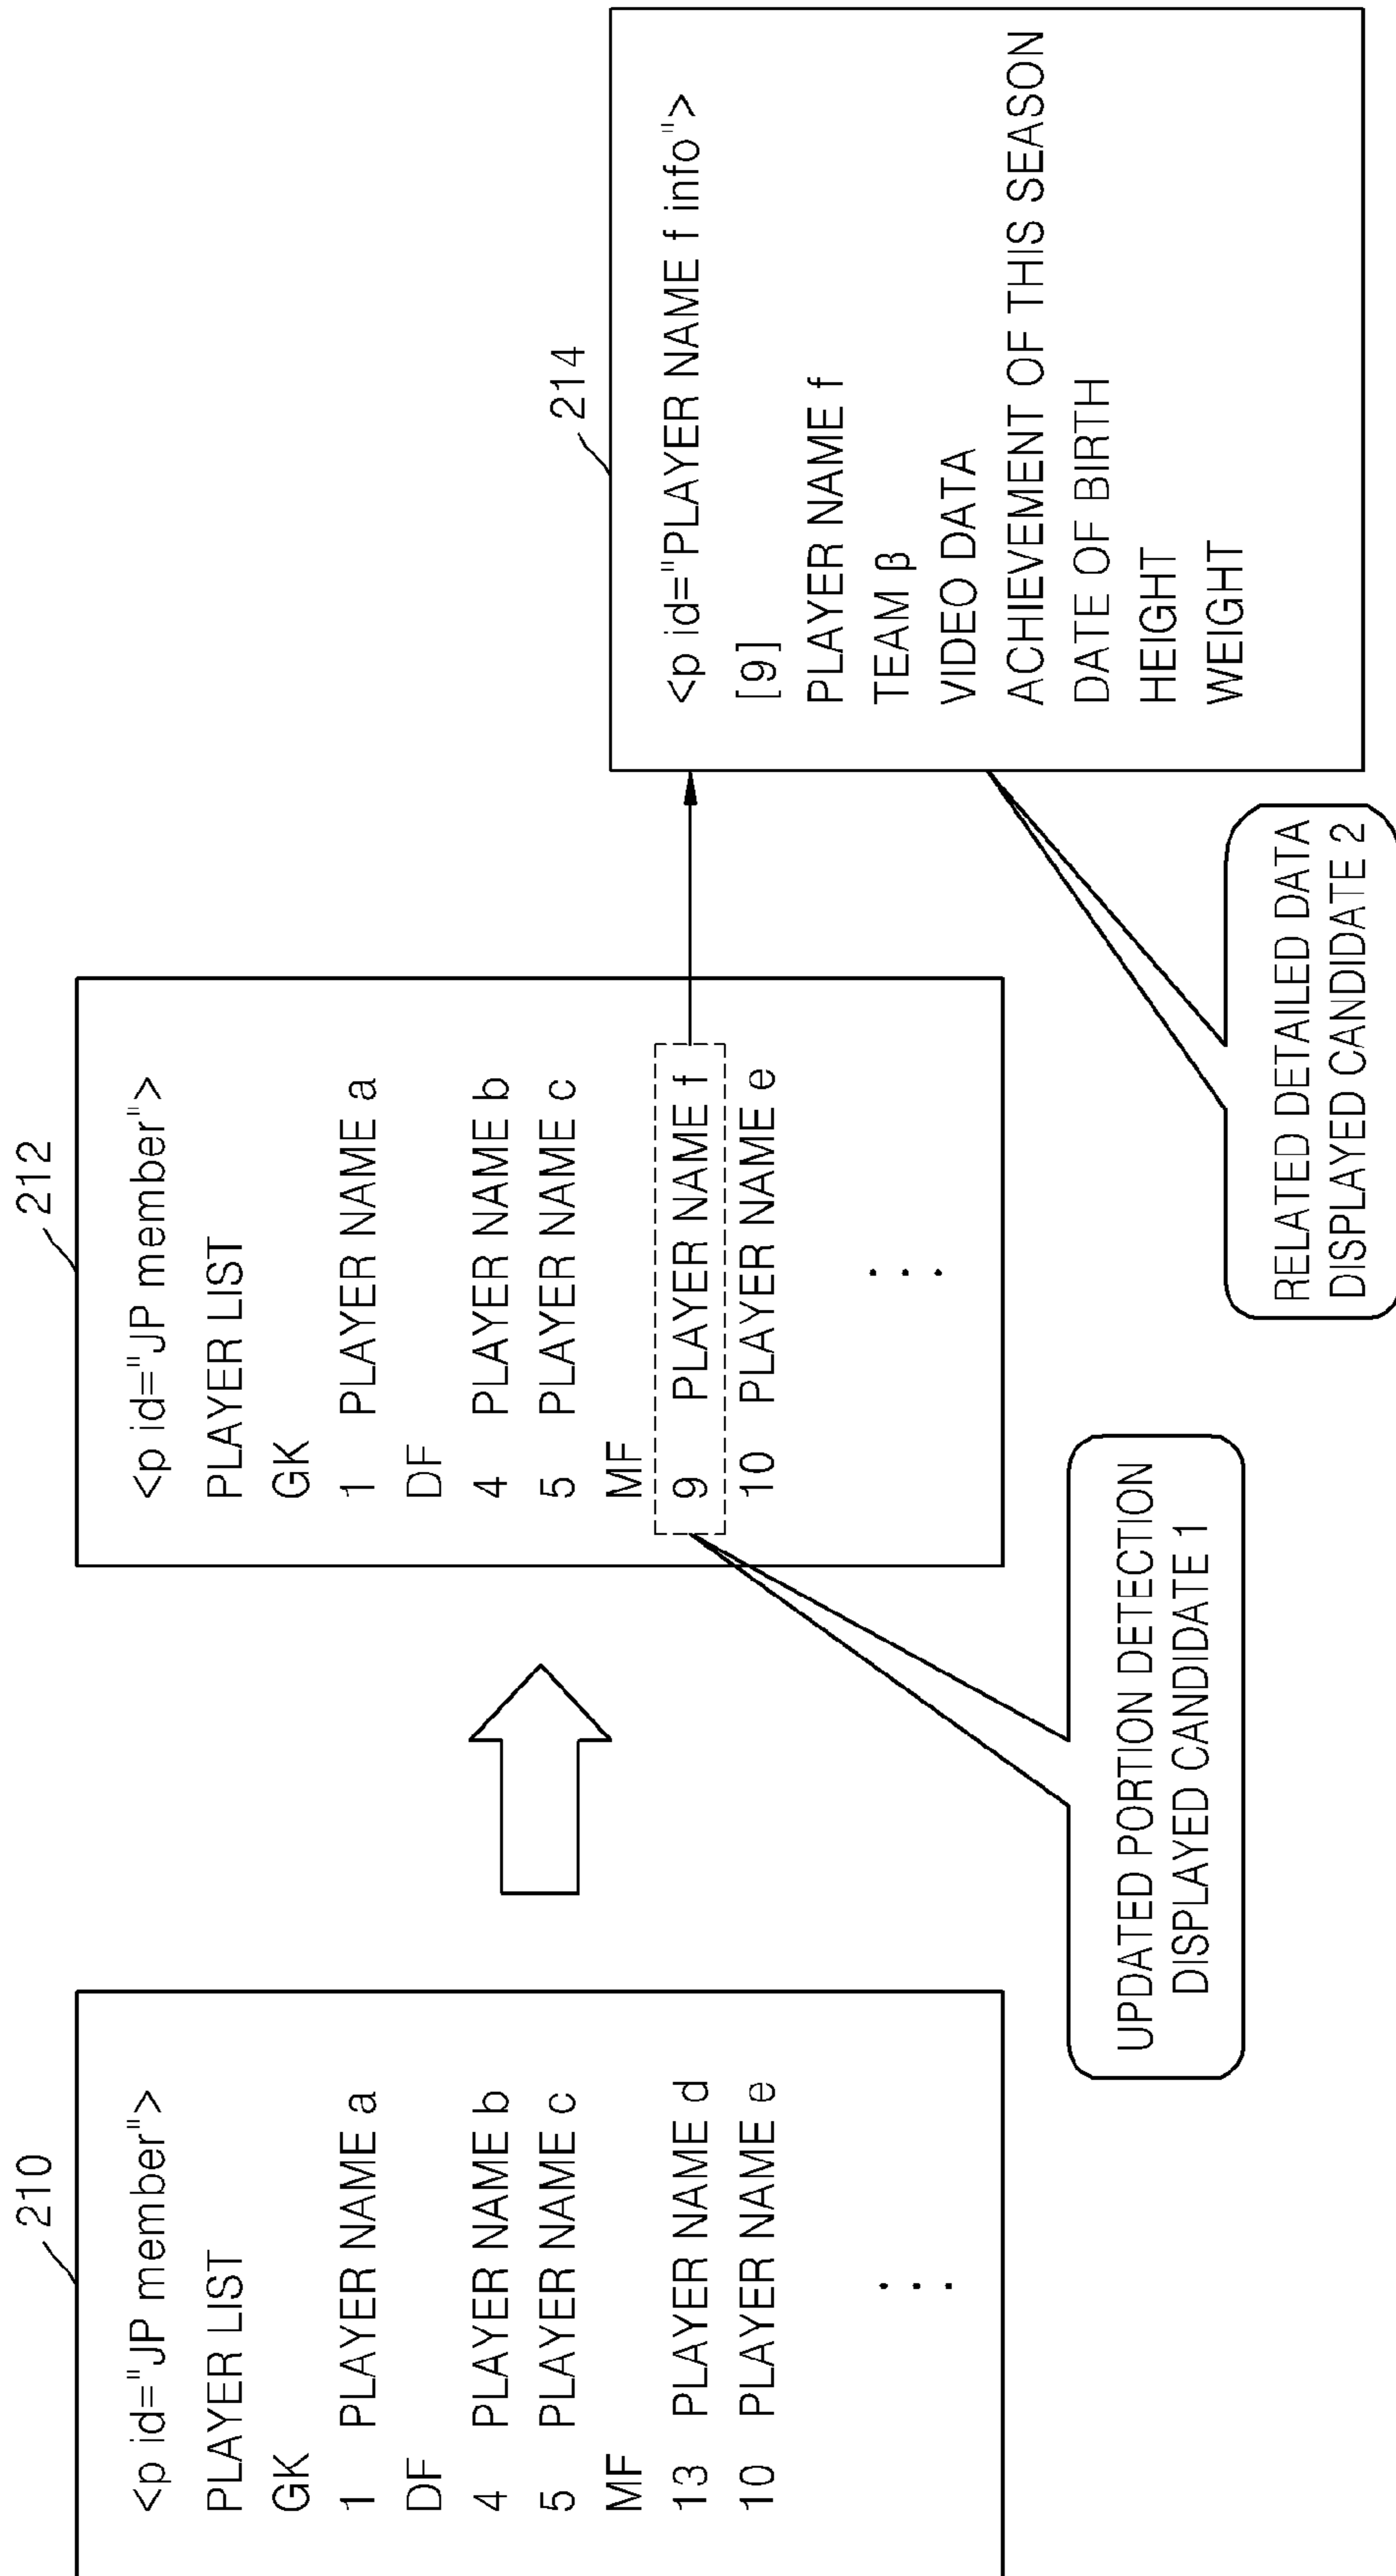 210
<p id="JP member">
PLAYER LIST
GK
1 PLAYER NAME a
DF
4 PLAYER NAME b
5 PLAYER NAME c
MF
13 PLAYER NAME d
10 PLAYER NAME e
. . .
212
<p id="JP member">
PLAYER LIST
GK
1 PLAYER NAME a
DF
4 PLAYER NAME b
5 PLAYER NAME c
MF
9 PLAYER NAME f
10 PLAYER NAME e
. . .
UPDATED PORTION DETECTION
DISPLAYED CANDIDATE 1
214
<p id="PLAYER NAME f info">
[9]
PLAYER NAME f
TEAM β
VIDEO DATA
ACHIEVEMENT OF THIS SEASON
DATE OF BIRTH
HEIGHT
WEIGHT
RELATED DETAILED DATA
DISPLAYED CANDIDATE 2